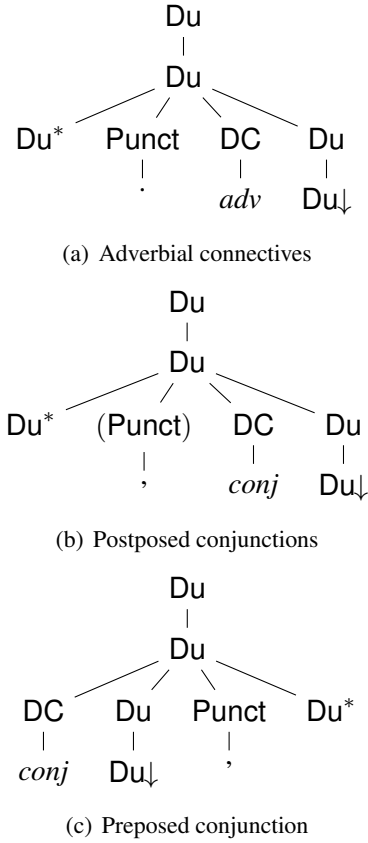 Du
Du
Du* Punct DC Du
. adv Du↓
(a) Adverbial connectives
Du
Du
Du* (Punct) DC Du
, conj Du↓
(b) Postposed conjunctions
Du
Du
DC Du Punct Du*
conj Du↓ ,
(c) Preposed conjunction